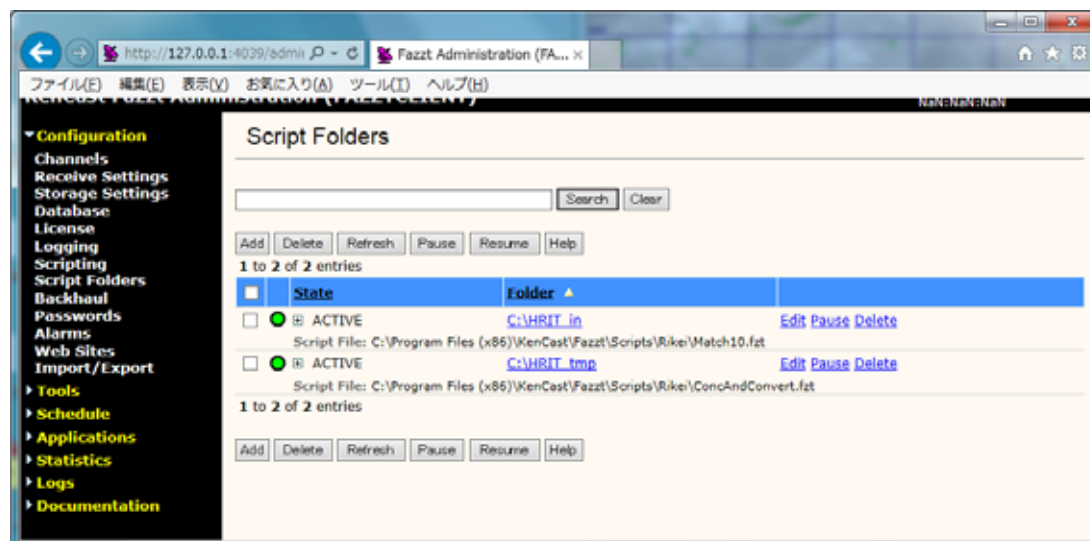 http://127.0.0.1:4039/admi
Fazzt Administration (FA...
ファイル(F) 編集(E) 表示(V) お気に入り(A) ツール(T) ヘルプ(H)
KenCast Fazzt Administration (FAZZTCLIENT)
NaN:NaN:NaN
Configuration
Channels
Receive Settings
Storage Settings
Database
License
Logging
Scripting
Script Folders
Backhaul
Passwords
Alarms
Web Sites
Import/Export
Tools
Schedule
Applications
Statistics
Logs
Documentation
Script Folders
Search Clear
Add Delete Refresh Pause Resume Help
1 to 2 of 2 entries
State Folder
ACTIVE C:\HRIT_in Edit Pause Delete
Script File: C:\Program Files (x86)\KenCast\Fazzt\Scripts\Rikei\Match10.fzt
ACTIVE C:\HRIT_tmp Edit Pause Delete
Script File: C:\Program Files (x86)\KenCast\Fazzt\Scripts\Rikei\ConcAndConvert.fzt
1 to 2 of 2 entries
Add Delete Refresh Pause Resume Help